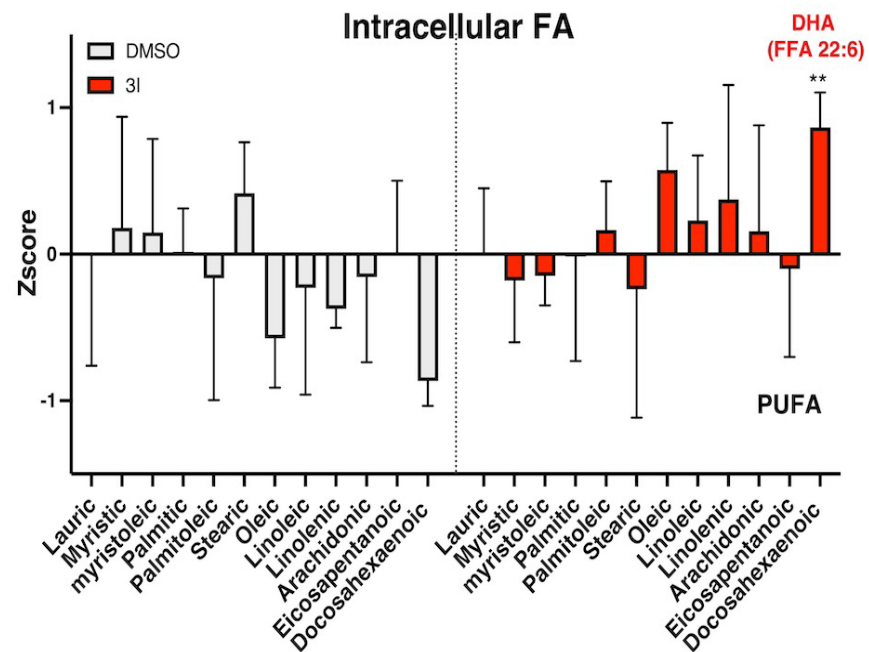 Intracellular FA
DHA
(FFA 22:6)
**
DMSO
3I
1
0
-1
Zscore
PUFA
Lauric
Myristic
myristoleic
Palmitic
Palmitoleic
Stearic
Oleic
Linoleic
Linolenic
Arachidonic
Eicosapentanoic
Docosahexaenoic
Lauric
Myristic
myristoleic
Palmitic
Palmitoleic
Stearic
Oleic
Linoleic
Linolenic
Arachidonic
Eicosapentanoic
Docosahexaenoic